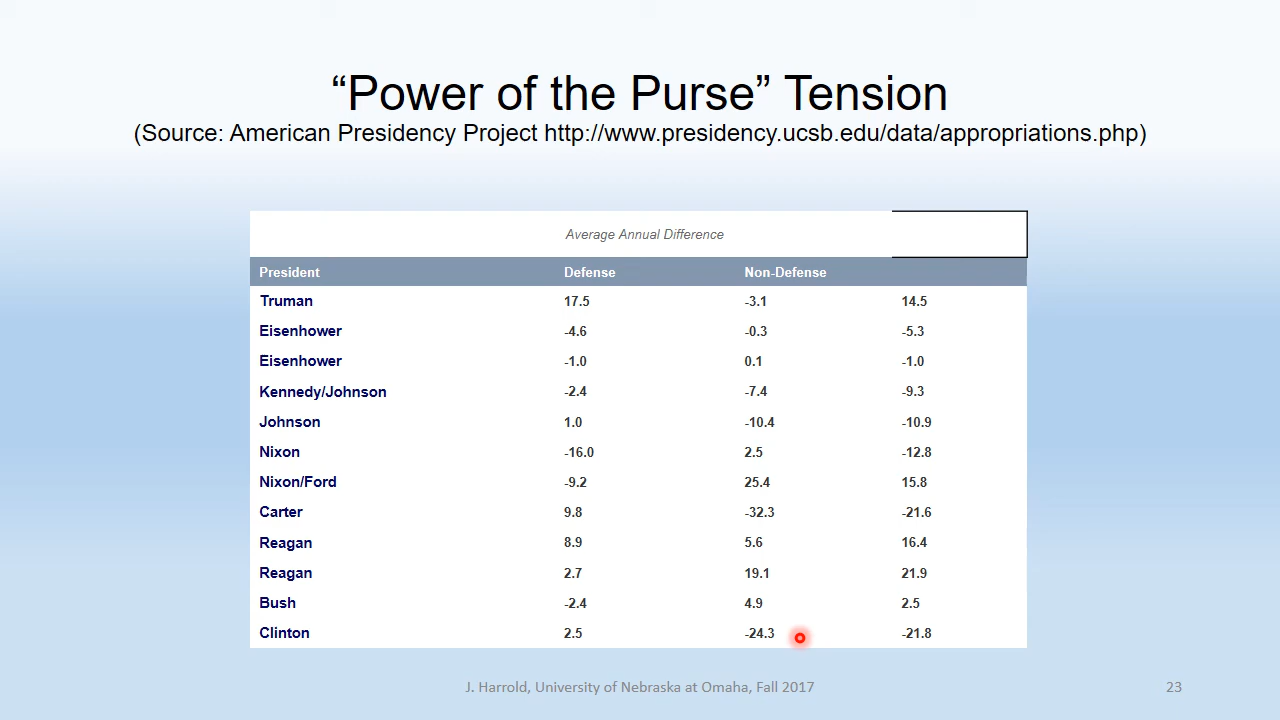 “Power of the Purse” Tension
(Source: American Presidency Project http://www.presidency.ucsb.edu/data/appropriations.php)
Average Annual Difference
President Defense Non-Defense
Truman 17.5 -3.1 14.5
Eisenhower -4.6 -0.3 -5.3
Eisenhower -1.0 0.1 -1.0
Kennedy/Johnson -2.4 -7.4 -9.3
Johnson 1.0 -10.4 -10.9
Nixon -16.0 2.5 -12.8
Nixon/Ford -9.2 25.4 15.8
Carter 9.8 -32.3 -21.6
Reagan 8.9 5.6 16.4
Reagan 2.7 19.1 21.9
Bush -2.4 4.9 2.5
Clinton 2.5 -24.3 -21.8
J. Harrold, University of Nebraska at Omaha, Fall 2017
23